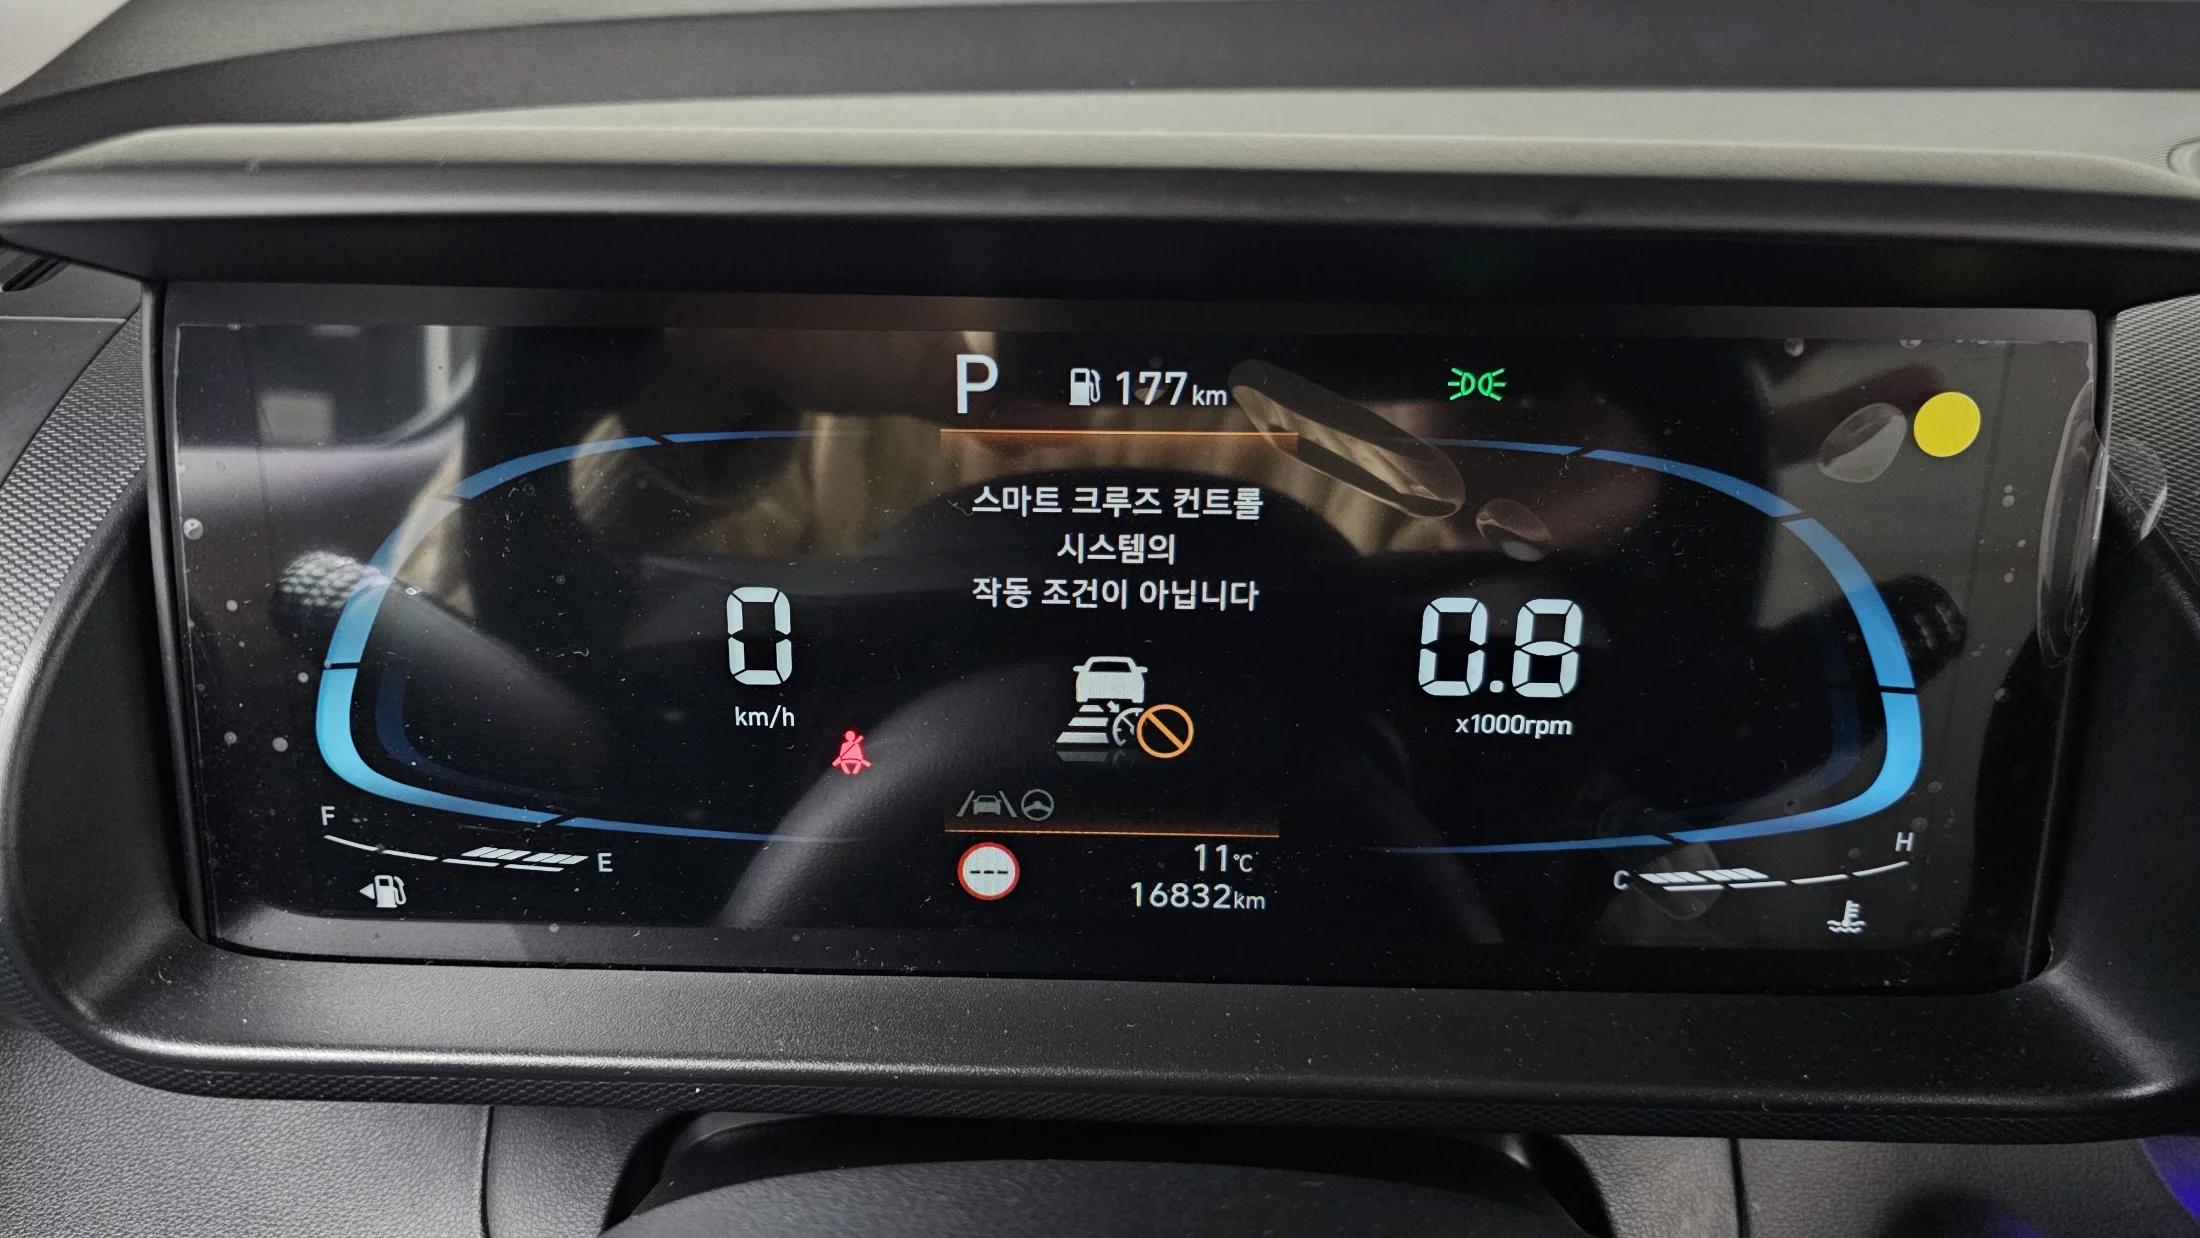 P
177km
스마트 크루즈 컨트롤
시스템의
작동 조건이 아닙니다
0
km/h
0.8
x1000rpm
F
E
---
11℃
16832km
C
H